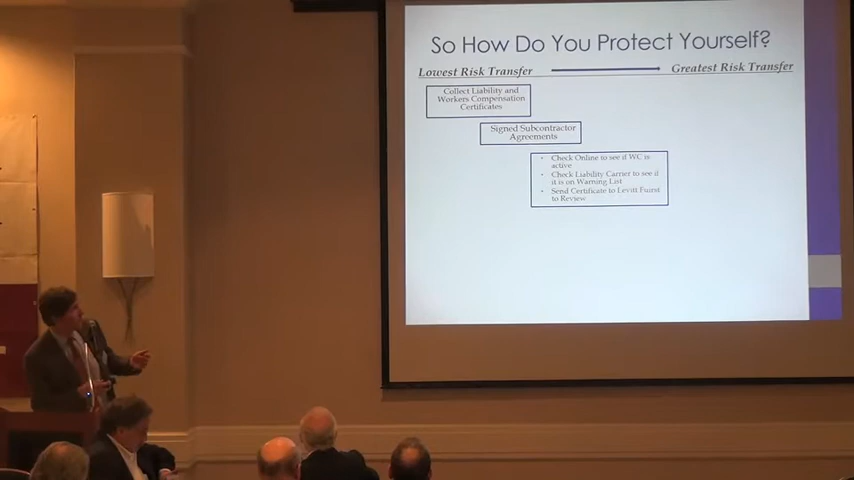 So How Do You Protect Yourself?
Lowest Risk Transfer
Greatest Risk Transfer
Collect Liability and
Workers Compensation
Certificates
Signed Subcontractor
Agreements
• Check Online to see if WC is
active
• Check Liability Carrier to see if
it is on Warning List
• Send Certificate to Levitt Fuirst
to Review